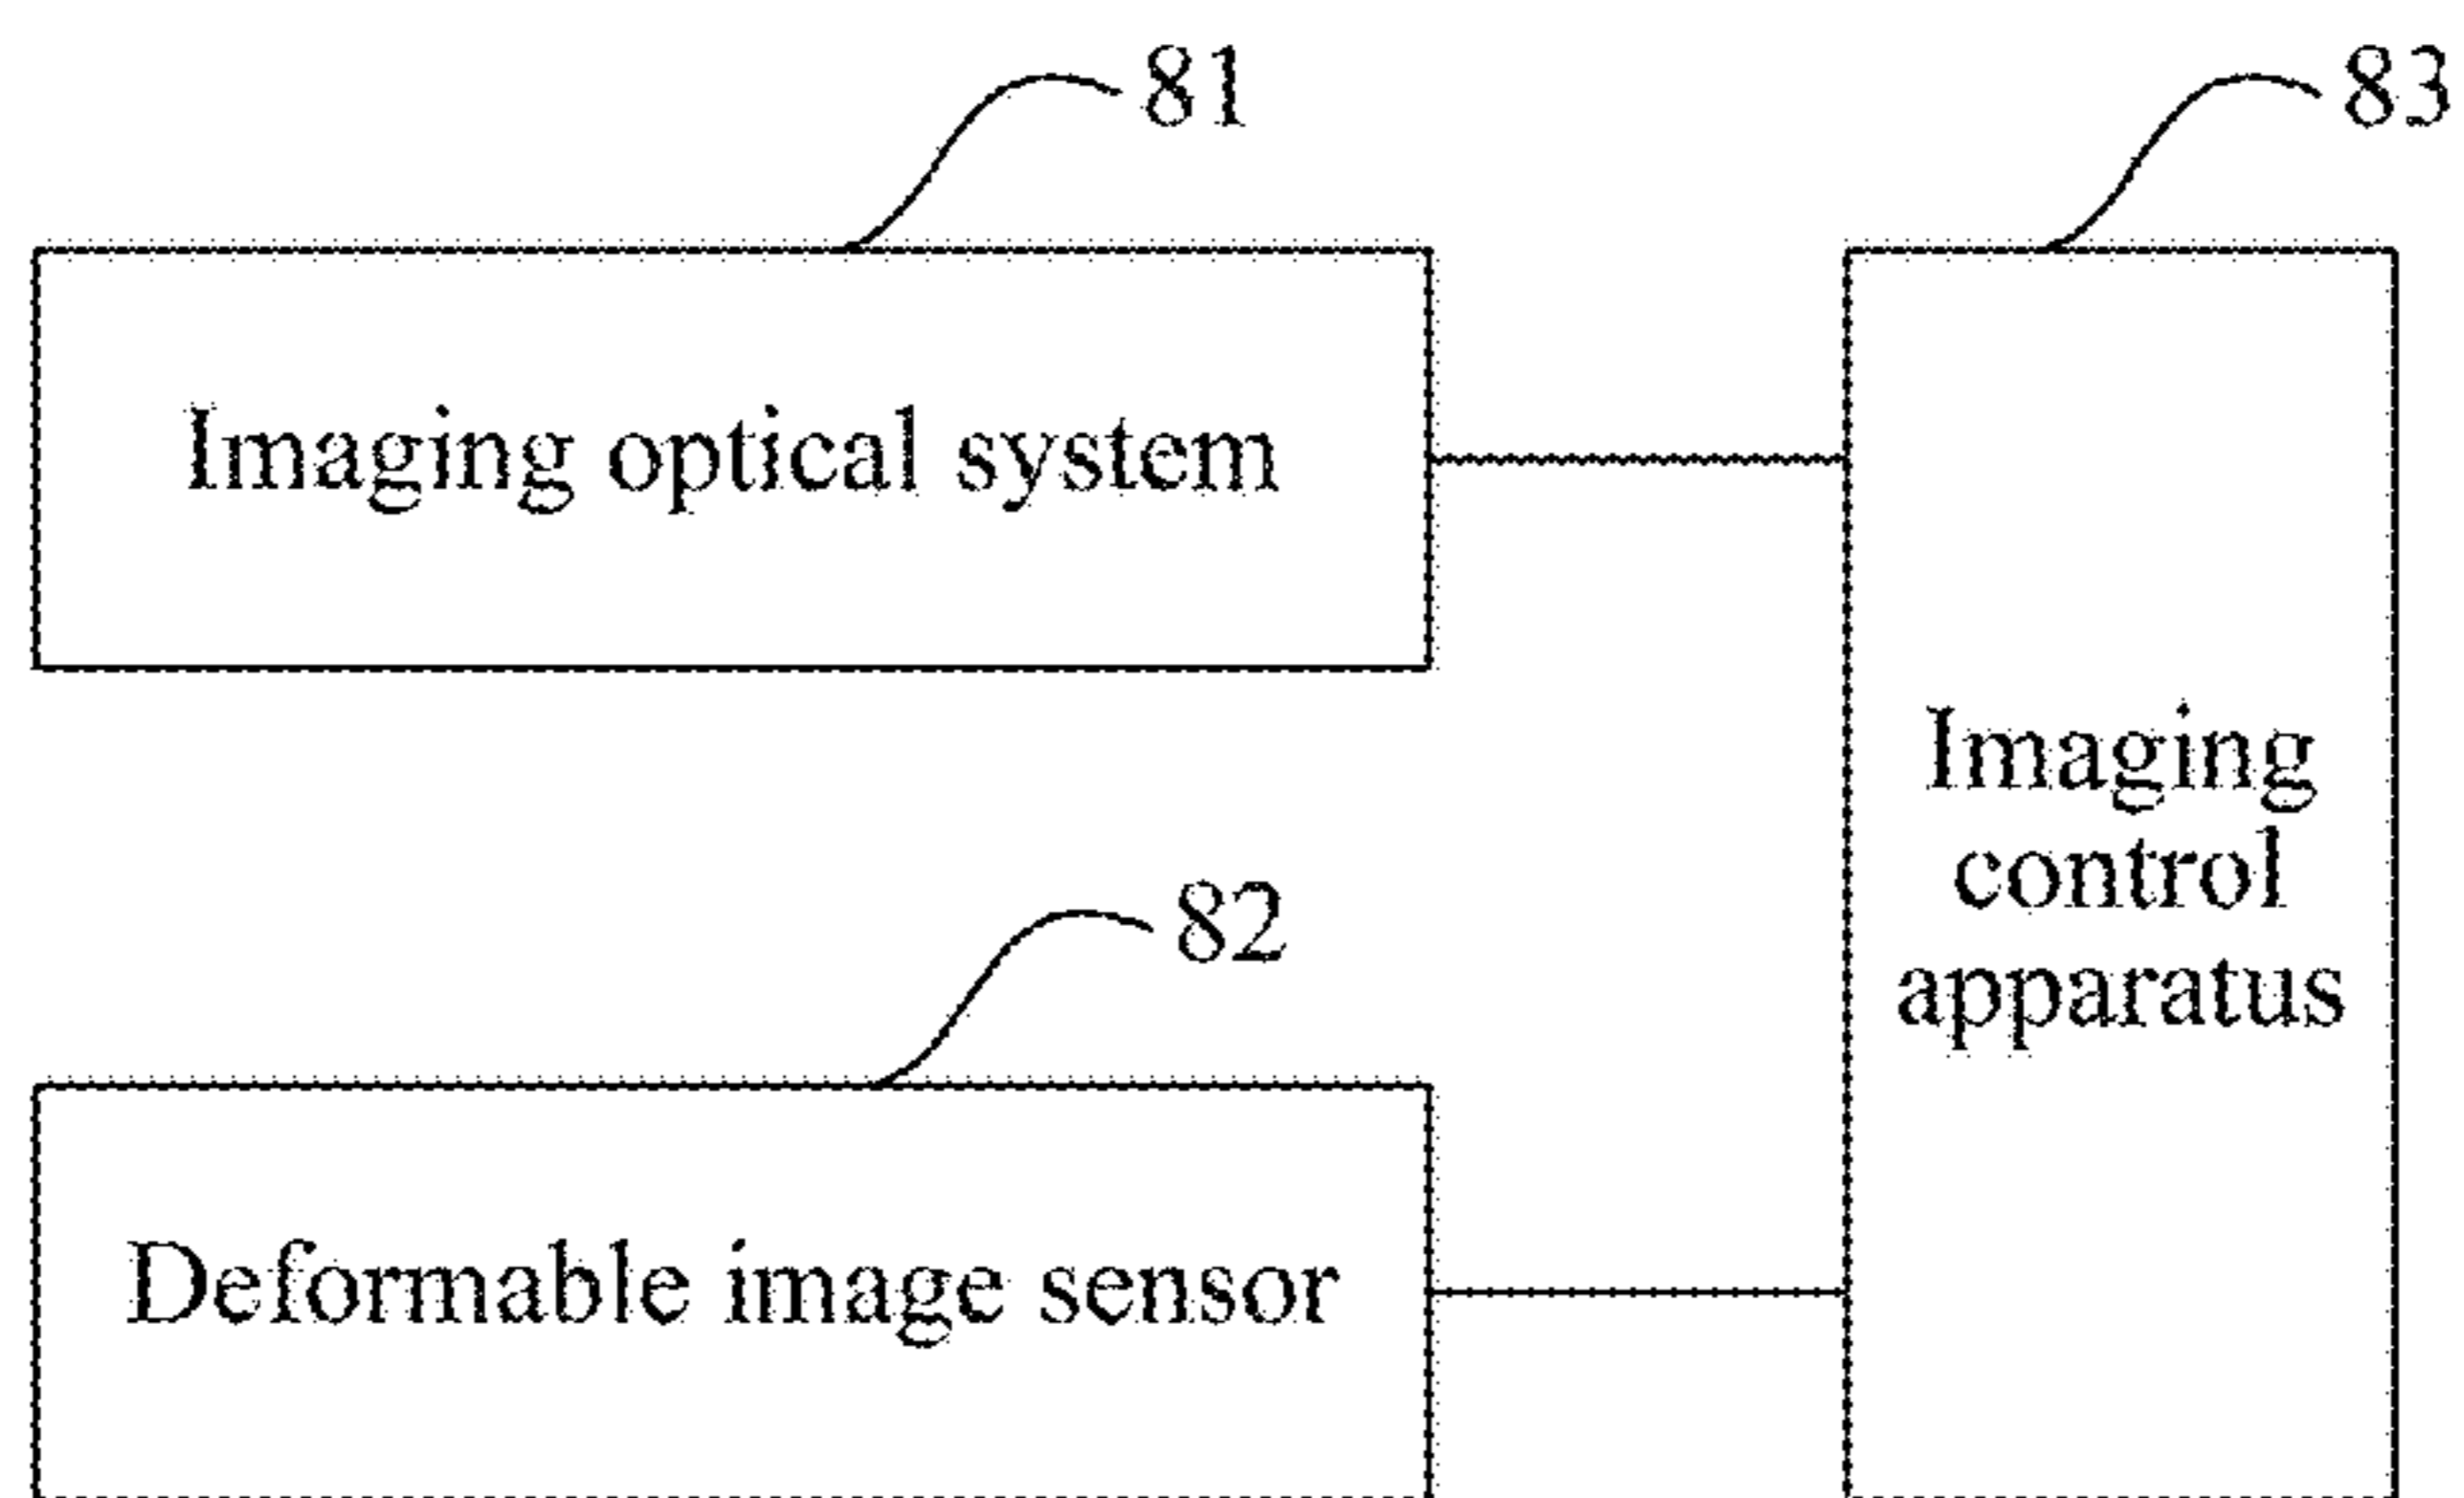 81
83
Imaging optical system
Imaging
control
apparatus
82
Deformable image sensor